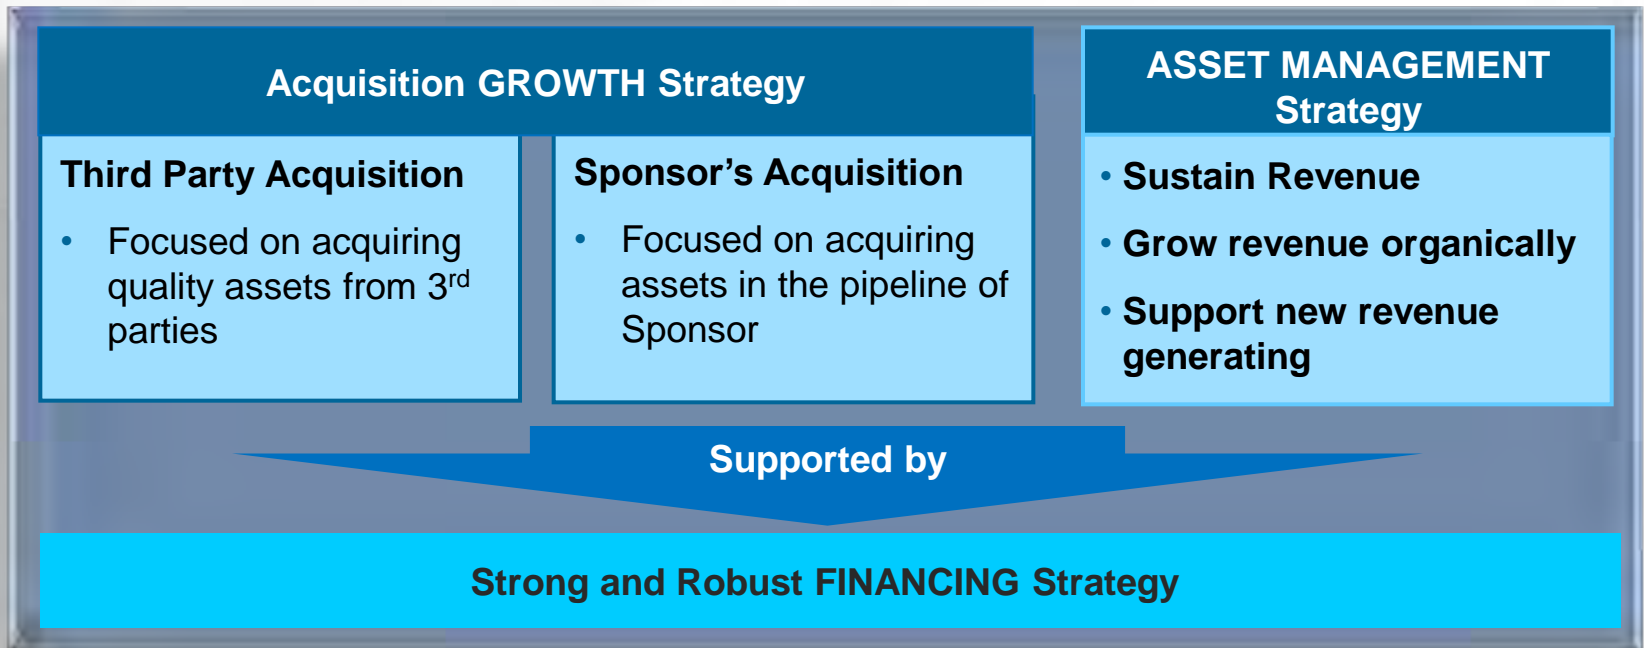 Acquisition GROWTH Strategy
Third Party Acquisition
• Focused on acquiring
quality assets from 3rd
parties
Sponsor’s Acquisition
• Focused on acquiring
assets in the pipeline of
Sponsor
ASSET MANAGEMENT
Strategy
• Sustain Revenue
• Grow revenue organically
• Support new revenue
generating
Supported by
Strong and Robust FINANCING Strategy